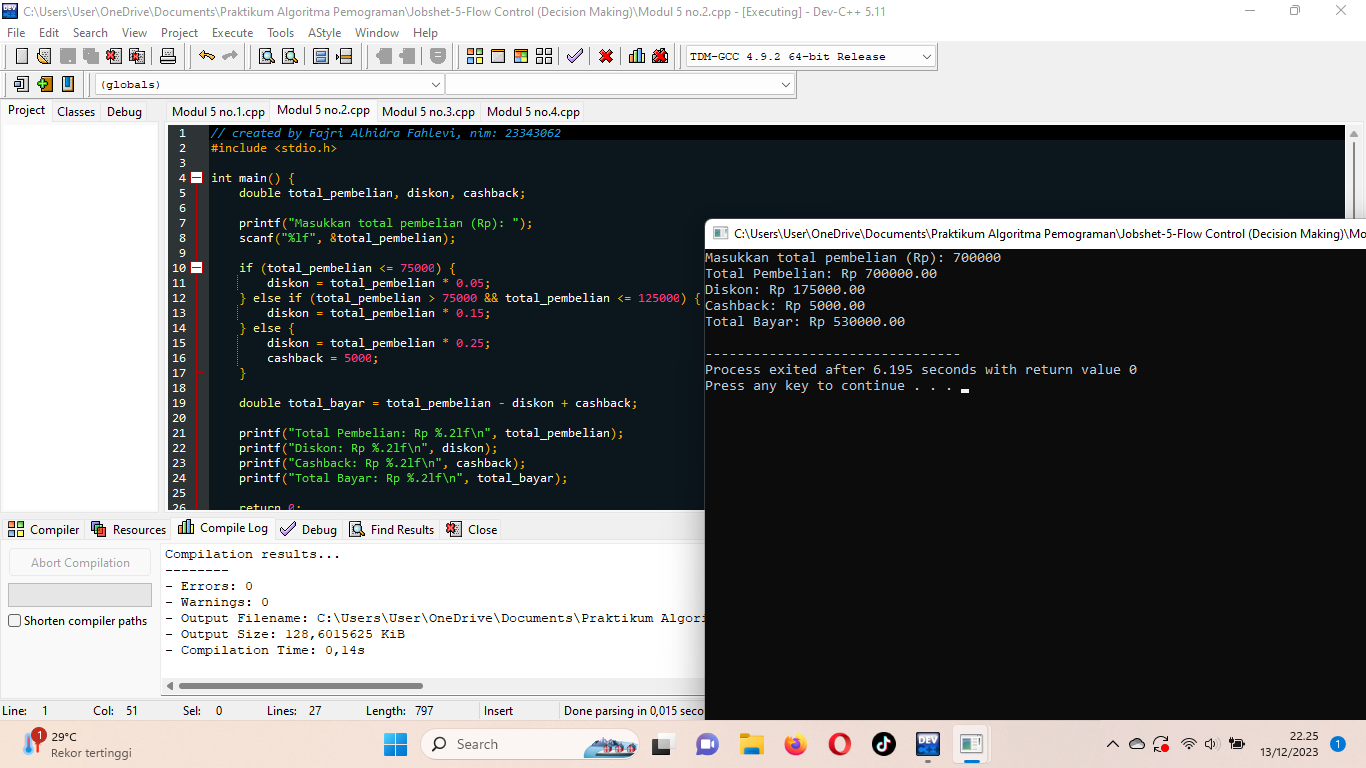 C:\Users\User\OneDrive\Documents\Praktikum Algoritma Pemograman\Jobshet-5-Flow Control (Decision Making)\Modul 5 no.2.cpp - [Executing] - Dev-C++ 5.11
File Edit Search View Project Execute Tools AStyle Window Help
TDM-GCC 4.9.2 64-bit Release
(globals)
Project Classes Debug
Modul 5 no.1.cpp Modul 5 no.2.cpp Modul 5 no.3.cpp Modul 5 no.4.cpp
1 // created by Fajri Alhidra Fahlevi, nim: 23343062
2 #include <stdio.h>
3
4 int main() {
5 double total_pembelian, diskon, cashback;
6
7 printf("Masukkan total pembelian (Rp): ");
8 scanf("%lf", &total_pembelian);
9
10 if (total_pembelian <= 75000) {
11 diskon = total_pembelian * 0.05;
12 } else if (total_pembelian > 75000 && total_pembelian <= 125000) {
13 diskon = total_pembelian * 0.15;
14 } else {
15 diskon = total_pembelian * 0.25;
16 cashback = 5000;
17 }
18
19 double total_bayar = total_pembelian - diskon + cashback;
20
21 printf("Total Pembelian: Rp %.2lf\n", total_pembelian);
22 printf("Diskon: Rp %.2lf\n", diskon);
23 printf("Cashback: Rp %.2lf\n", cashback);
24 printf("Total Bayar: Rp %.2lf\n", total_bayar);
25
26 return 0;
C:\Users\User\OneDrive\Documents\Praktikum Algoritma Pemograman\Jobshet-5-Flow Control (Decision Making)\Mo
Masukkan total pembelian (Rp): 700000
Total Pembelian: Rp 700000.00
Diskon: Rp 175000.00
Cashback: Rp 5000.00
Total Bayar: Rp 530000.00
--------------------------------
Process exited after 6.195 seconds with return value 0
Press any key to continue . . .
Compiler Resources Compile Log Debug Find Results Close
Abort Compilation
Shorten compiler paths
Compilation results...
--------
- Errors: 0
- Warnings: 0
- Output Filename: C:\Users\User\OneDrive\Documents\Praktikum Algori
- Output Size: 128,6015625 KiB
- Compilation Time: 0,14s
Line: 1 Col: 51 Sel: 0 Lines: 27 Length: 797 Insert Done parsing in 0,015 seco
1
29°C
Rekor tertinggi
Search
DEV
22.25
13/12/2023
1